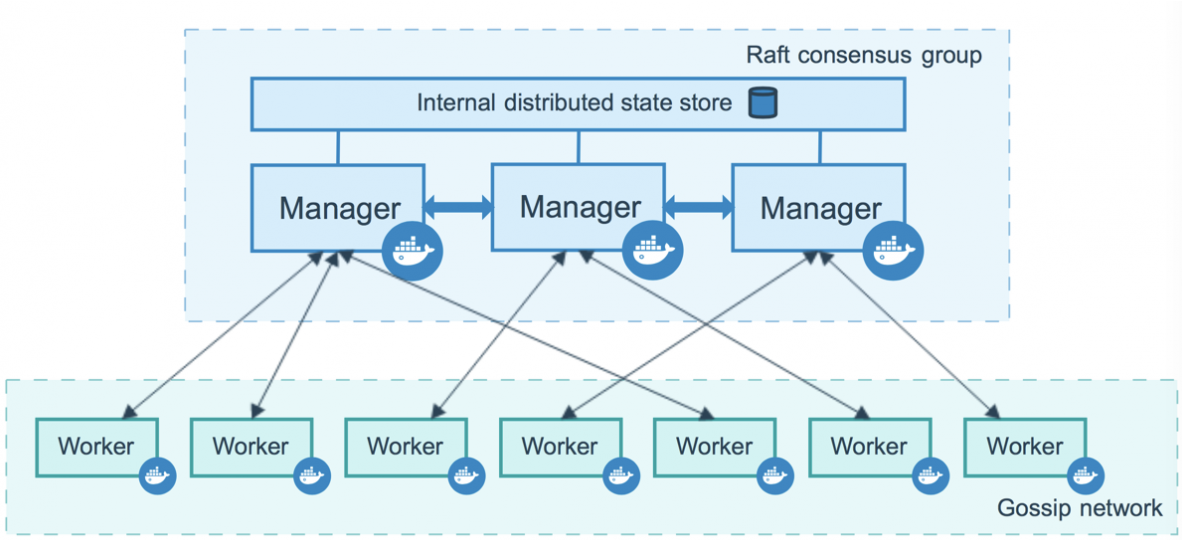 Raft consensus group
Internal distributed state store
Manager
Manager
Manager
Worker
Worker
Worker
Worker
Worker
Worker
Worker
Gossip network